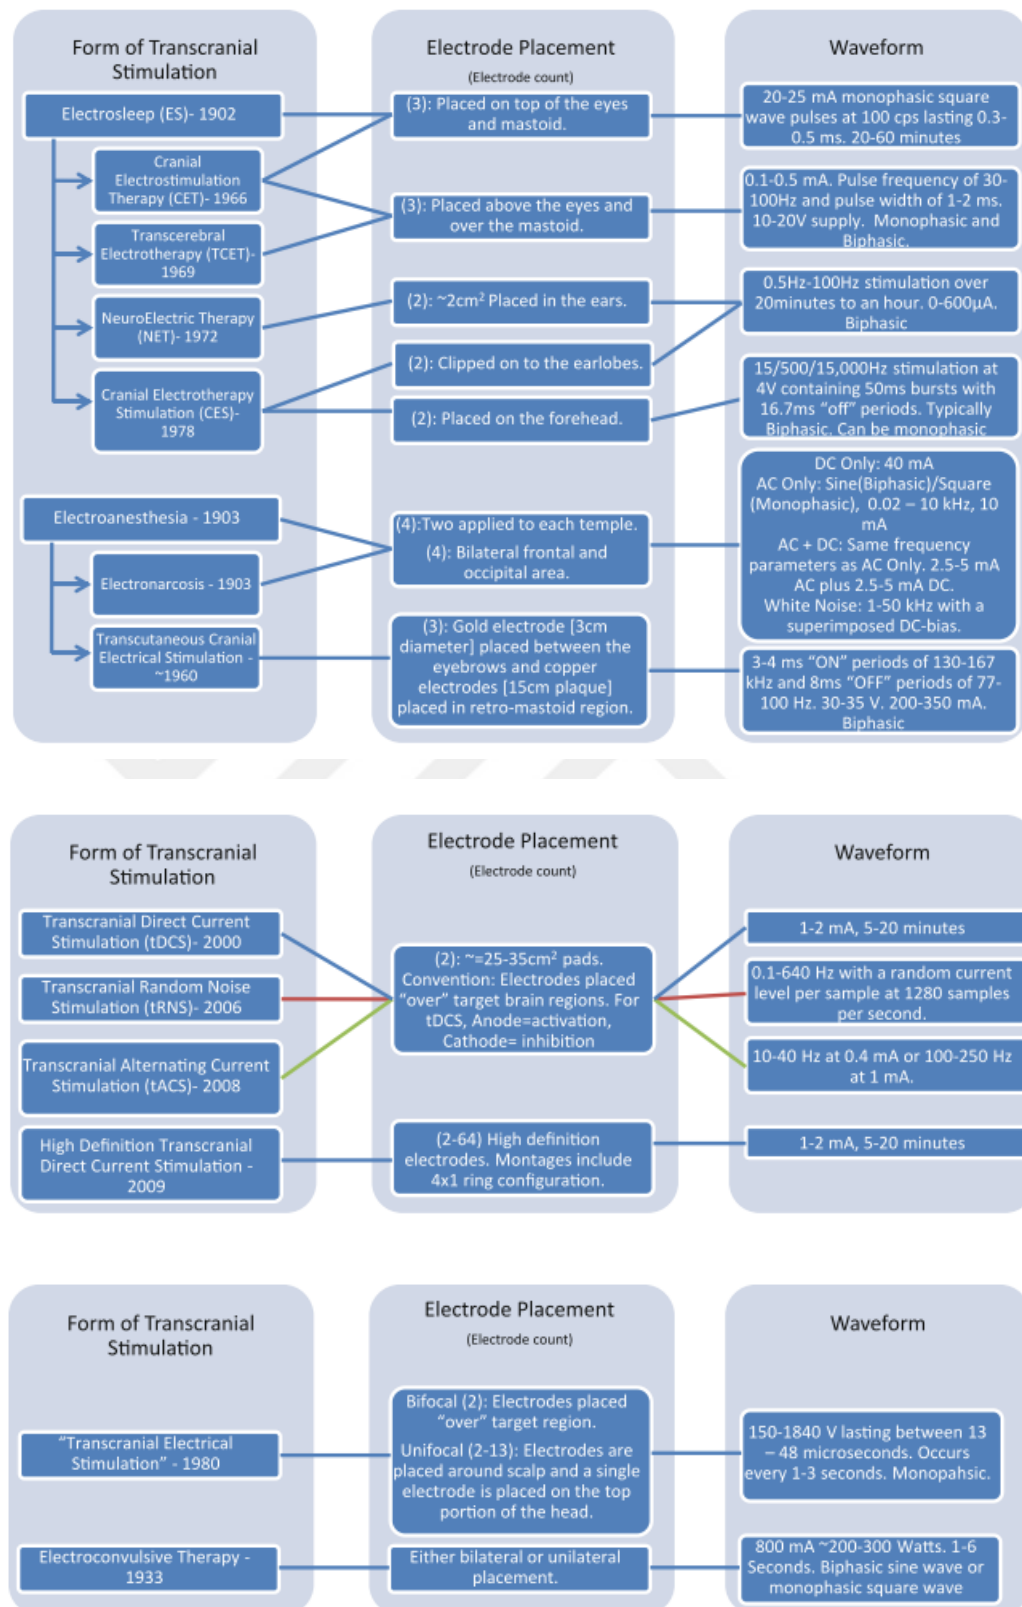 Form of Transcranial
Stimulation
Electrosleep (ES)- 1902
Cranial
Electrostimulation
Therapy (CET)- 1966
Transcerebral
Electrotherapy (TCET)-
1969
NeuroElectric Therapy
(NET)- 1972
Cranial Electrotherapy
Stimulation (CES)-
1978
Electroanesthesia - 1903
Electronarcosis - 1903
Transcutaneous Cranial
Electrical Stimulation -
~1960
Electrode Placement
(Electrode count)
(3): Placed on top of the eyes
and mastoid.
(3): Placed above the eyes and
over the mastoid.
(2): ~2cm² Placed in the ears.
(2): Clipped on to the earlobes.
(2): Placed on the forehead.
(4):Two applied to each temple.
(4): Bilateral frontal and
occipital area.
(3): Gold electrode [3cm
diameter] placed between the
eyebrows and copper
electrodes [15cm plaque]
placed in retro-mastoid region.
Waveform
20-25 mA monophasic square
wave pulses at 100 cps lasting 0.3-
0.5 ms. 20-60 minutes
0.1-0.5 mA. Pulse frequency of 30-
100Hz and pulse width of 1-2 ms.
10-20V supply. Monophasic and
Biphasic.
0.5Hz-100Hz stimulation over
20minutes to an hour. 0-600µA.
Biphasic
15/500/15,000Hz stimulation at
4V containing 50ms bursts with
16.7ms “off” periods. Typically
Biphasic. Can be monophasic
DC Only: 40 mA
AC Only: Sine(Biphasic)/Square
(Monophasic), 0.02 – 10 kHz, 10
mA
AC + DC: Same frequency
parameters as AC Only. 2.5-5 mA
AC plus 2.5-5 mA DC.
White Noise: 1-50 kHz with a
superimposed DC-bias.
3-4 ms “ON” periods of 130-167
kHz and 8ms “OFF” periods of 77-
100 Hz. 30-35 V. 200-350 mA.
Biphasic
Form of Transcranial
Stimulation
Transcranial Direct Current
Stimulation (tDCS)- 2000
Transcranial Random Noise
Stimulation (tRNS)- 2006
Transcranial Alternating Current
Stimulation (tACS)- 2008
High Definition Transcranial
Direct Current Stimulation -
2009
Electrode Placement
(Electrode count)
(2): ~=25-35cm² pads.
Convention: Electrodes placed
“over” target brain regions. For
tDCS, Anode=activation,
Cathode= inhibition
(2-64) High definition
electrodes. Montages include
4x1 ring configuration.
Waveform
1-2 mA, 5-20 minutes
0.1-640 Hz with a random current
level per sample at 1280 samples
per second.
10-40 Hz at 0.4 mA or 100-250 Hz
at 1 mA.
1-2 mA, 5-20 minutes
Form of Transcranial
Stimulation
“Transcranial Electrical
Stimulation” - 1980
Electroconvulsive Therapy -
1933
Electrode Placement
(Electrode count)
Bifocal (2): Electrodes placed
“over” target region.
Unifocal (2-13): Electrodes are
placed around scalp and a single
electrode is placed on the top
portion of the head.
Either bilateral or unilateral
placement.
Waveform
150-1840 V lasting between 13
– 48 microseconds. Occurs
every 1-3 seconds. Monopahsic.
800 mA ~200-300 Watts. 1-6
Seconds. Biphasic sine wave or
monophasic square wave